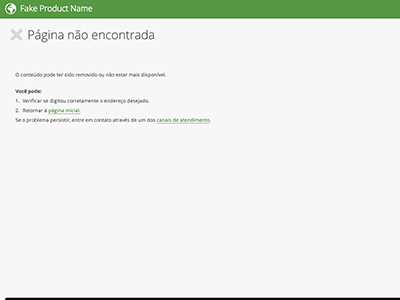 Fake Product Name
Página não encontrada
O conteúdo pode ter sido removido ou não estar mais disponível.
Você pode:
1. Verificar se digitou corretamente o endereço desejado.
2. Retornar à página inicial.
Se o problema persistir, entre em contato através de um dos canais de atendimento.